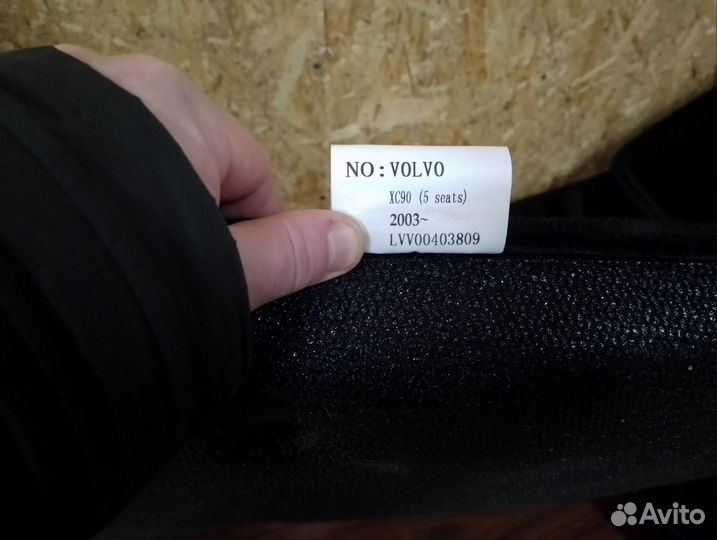 NO:VOLVO
XC90 (5 seats)
2003~
LVV00403809
Avito